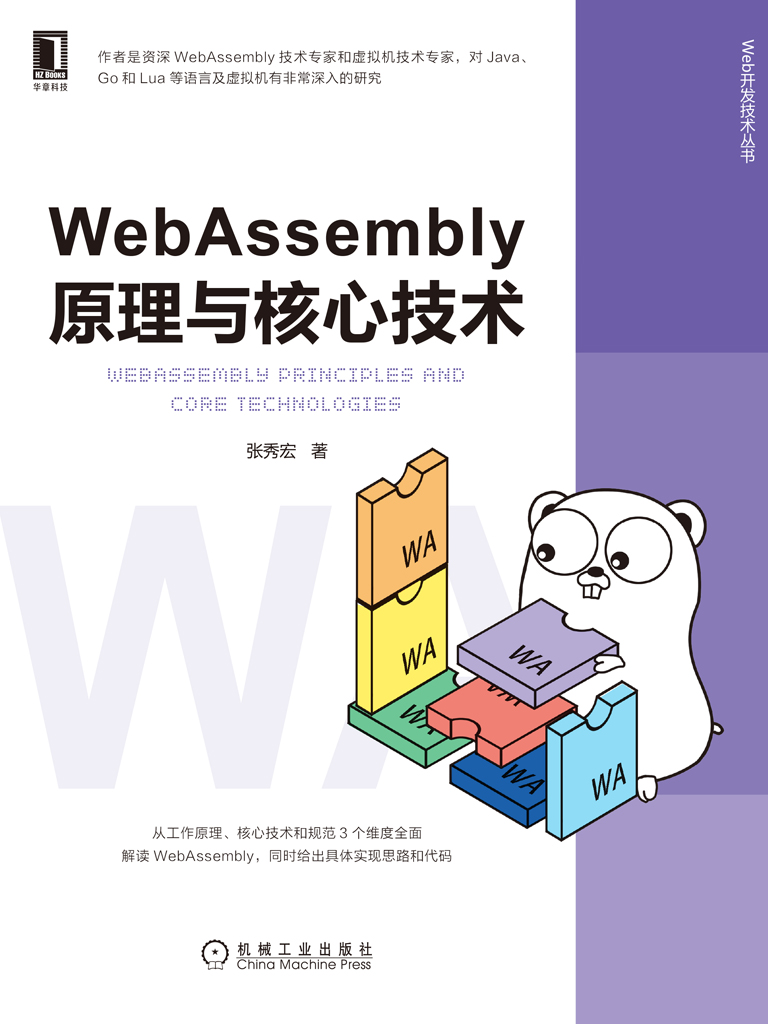 HZ BOOKS
华章科技
作者是资深 WebAssembly 技术专家和虚拟机技术专家，对 Java、
Go 和 Lua 等语言及虚拟机有非常深入的研究
Web开发技术丛书
WebAssembly
原理与核心技术
WEBASSEMBLY PRINCIPLES AND
CORE TECHNOLOGIES
张秀宏 著
WA
WA
WA
WA
WA
WA
WA
WA
从工作原理、核心技术和规范 3 个维度全面
解读 WebAssembly，同时给出具体实现思路和代码
机械工业出版社
China Machine Press